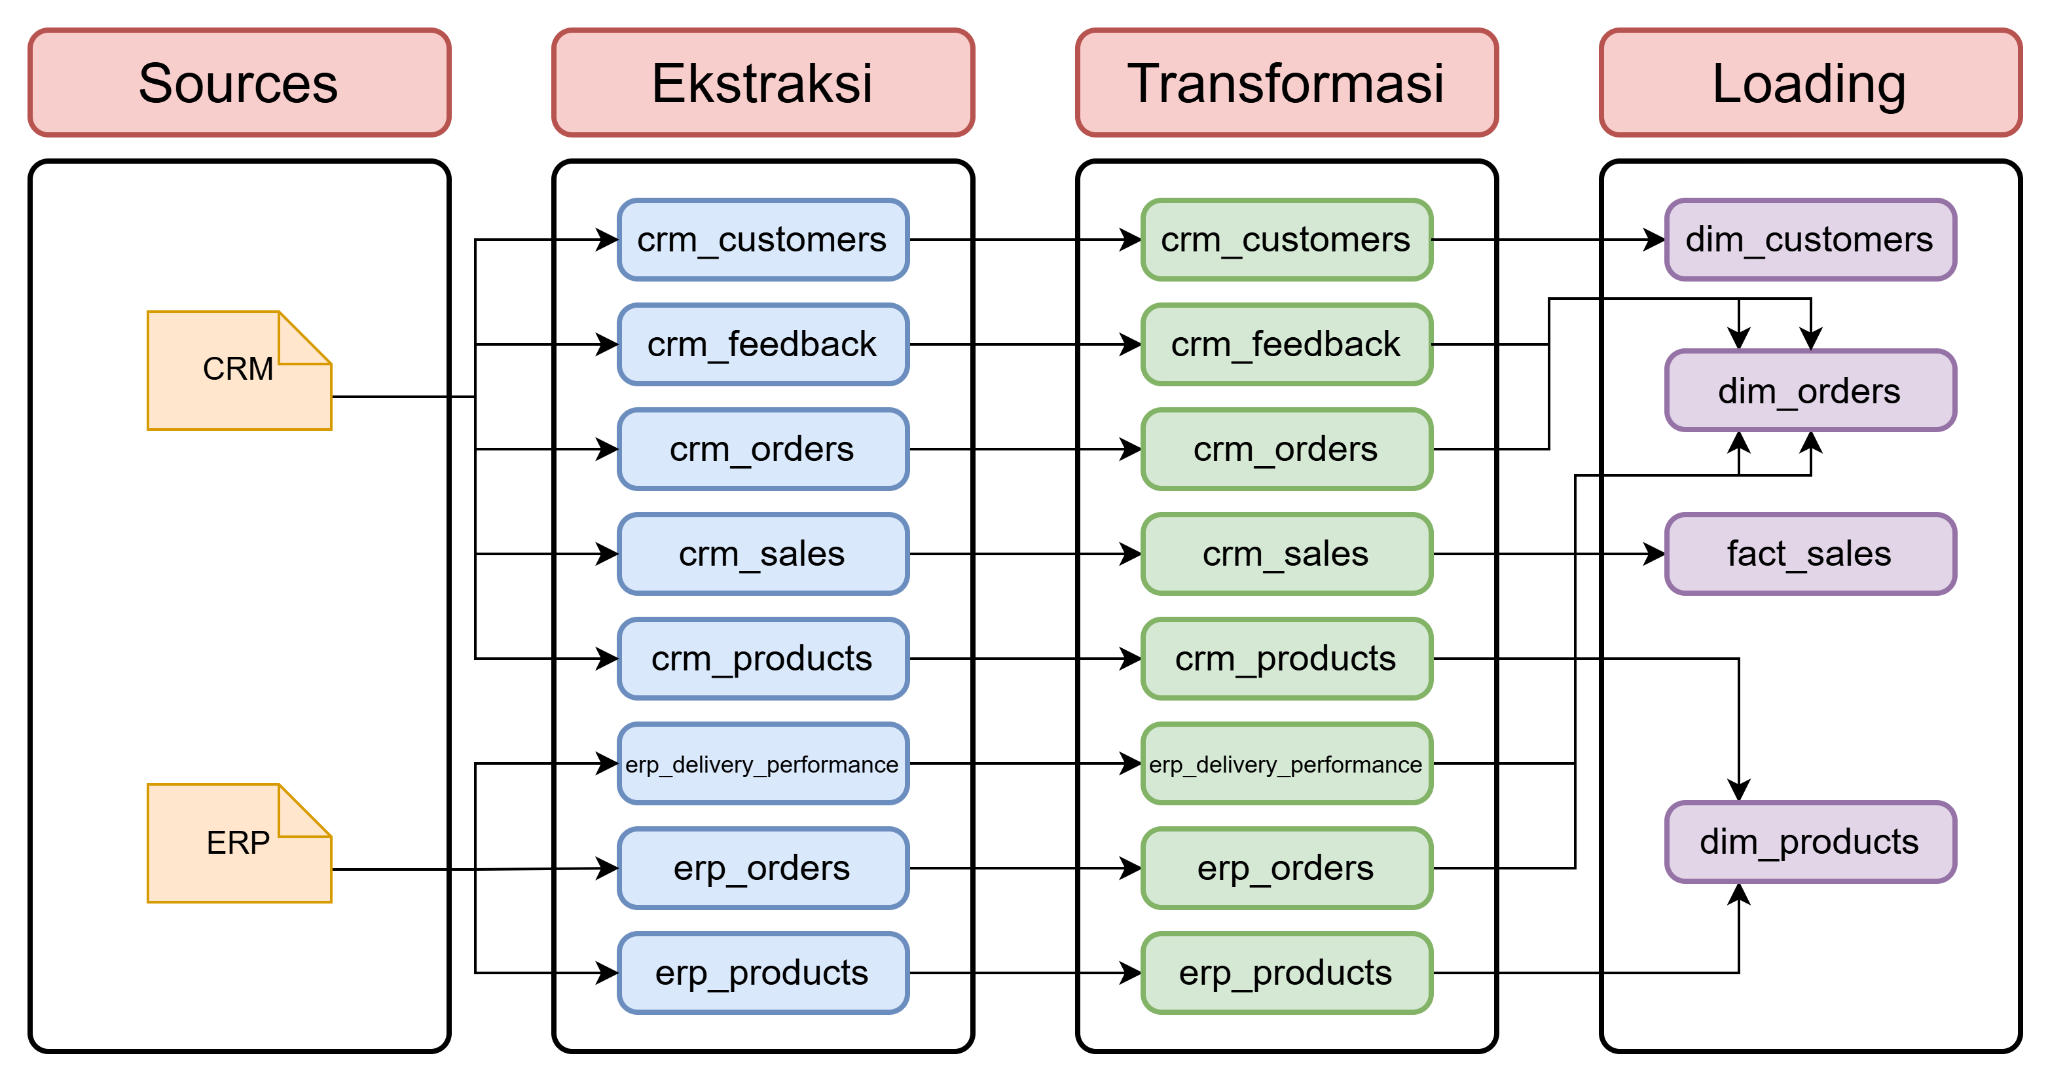 Sources
Ekstraksi
Transformasi
Loading
CRM
ERP
crm_customers
crm_feedback
crm_orders
crm_sales
crm_products
erp_delivery_performance
erp_orders
erp_products
crm_customers
crm_feedback
crm_orders
crm_sales
crm_products
erp_delivery_performance
erp_orders
erp_products
dim_customers
dim_orders
fact_sales
dim_products